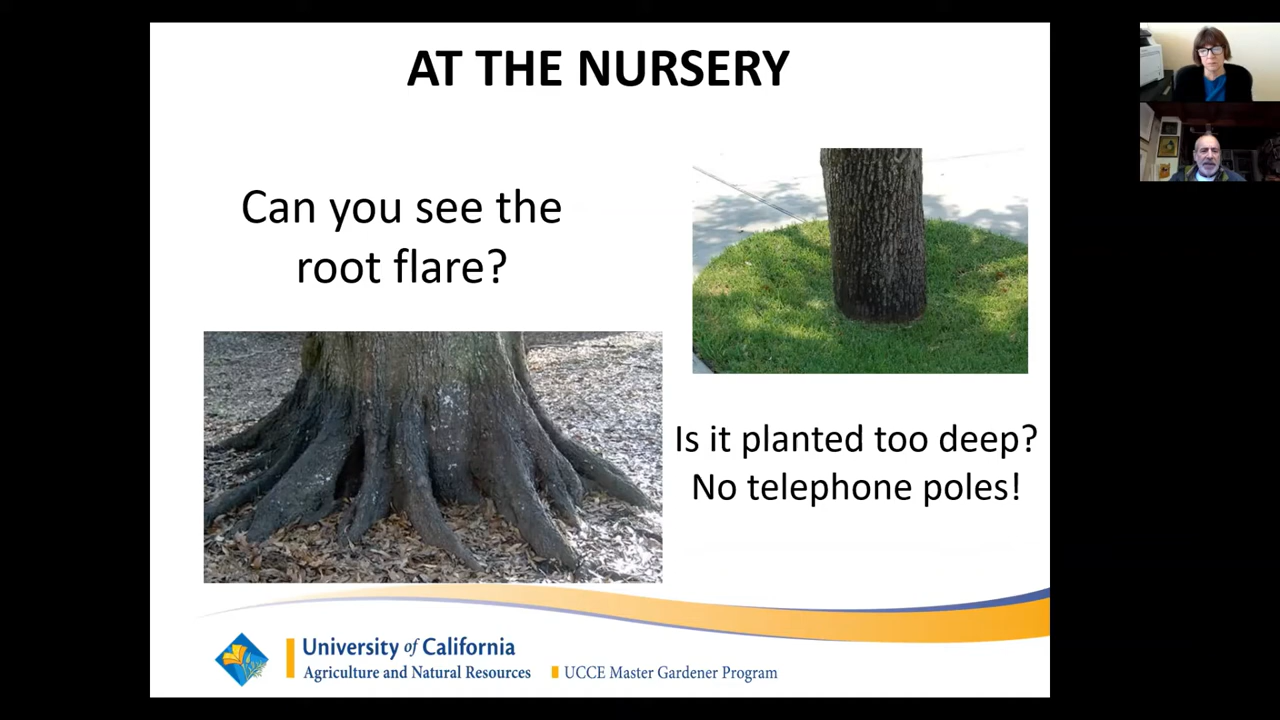 AT THE NURSERY
Can you see the
root flare?
Is it planted too deep?
No telephone poles!
University of California
Agriculture and Natural Resources
UCCE Master Gardener Program